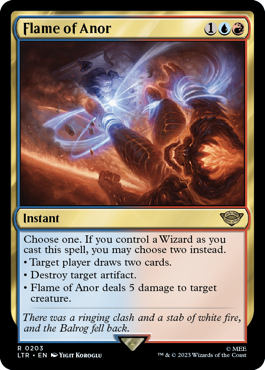 Flame of Anor 1
Instant
Choose one. If you control a Wizard as you
cast this spell, you may choose two instead.
• Target player draws two cards.
• Destroy target artifact.
• Flame of Anor deals 5 damage to target
creature.
There was a ringing clash and a stab of white fire,
and the Balrog fell back.
R 0203
LTR • EN YIGIT KOROGLU
© MEE
™ & © 2023 Wizards of the Coast